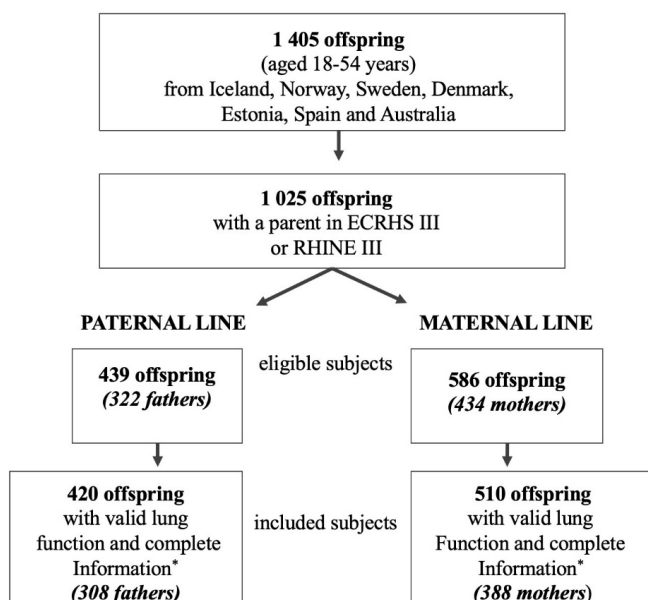 1 405 offspring
(aged 18-54 years)
from Iceland, Norway, Sweden, Denmark,
Estonia, Spain and Australia
1 025 offspring
with a parent in ECRHS III
or RHINE III
PATERNAL LINE
MATERNAL LINE
eligible subjects
439 offspring
(322 fathers)
586 offspring
(434 mothers)
420 offspring
with valid lung
function and complete
Information*
(308 fathers)
included subjects
510 offspring
with valid lung
Function and complete
Information*
(388 mothers)